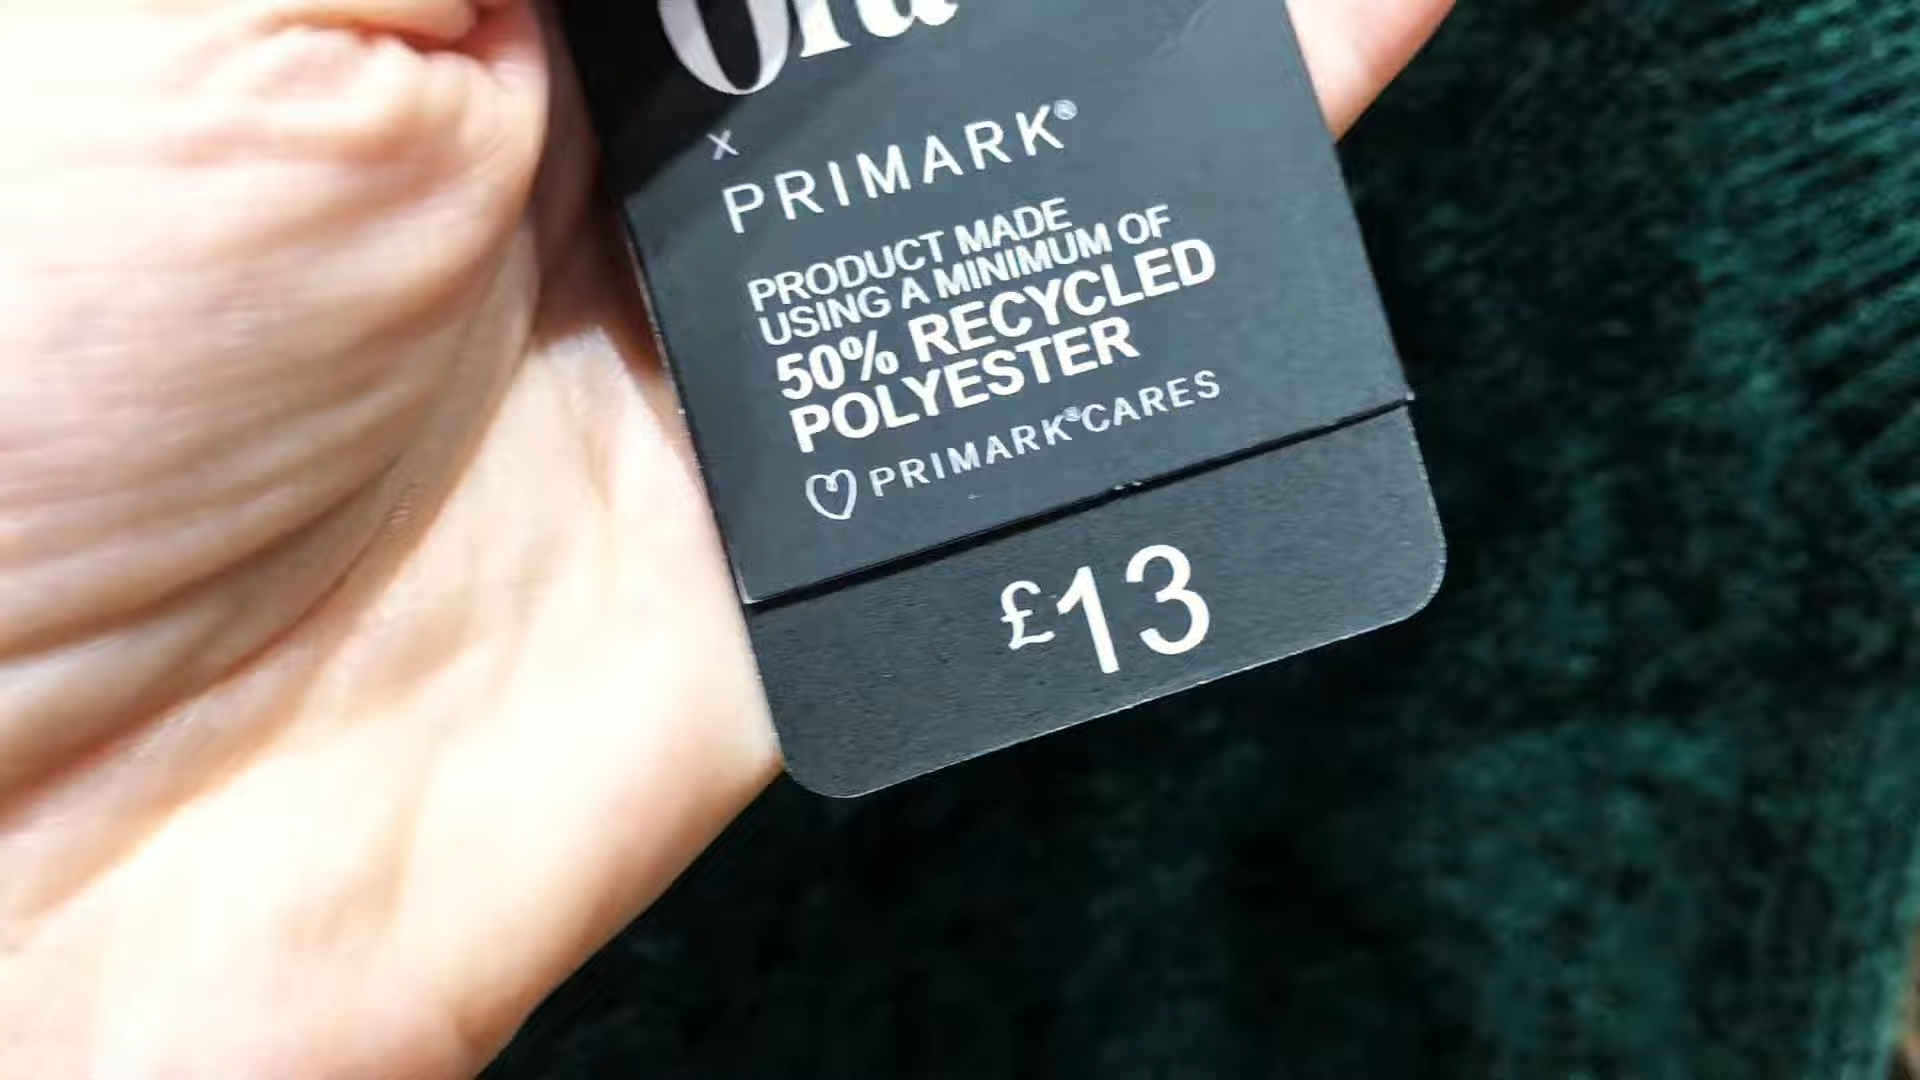 x
PRIMARK®
PRODUCT MADE
USING A MINIMUM OF
50% RECYCLED
POLYESTER
PRIMARK®CARES
£13